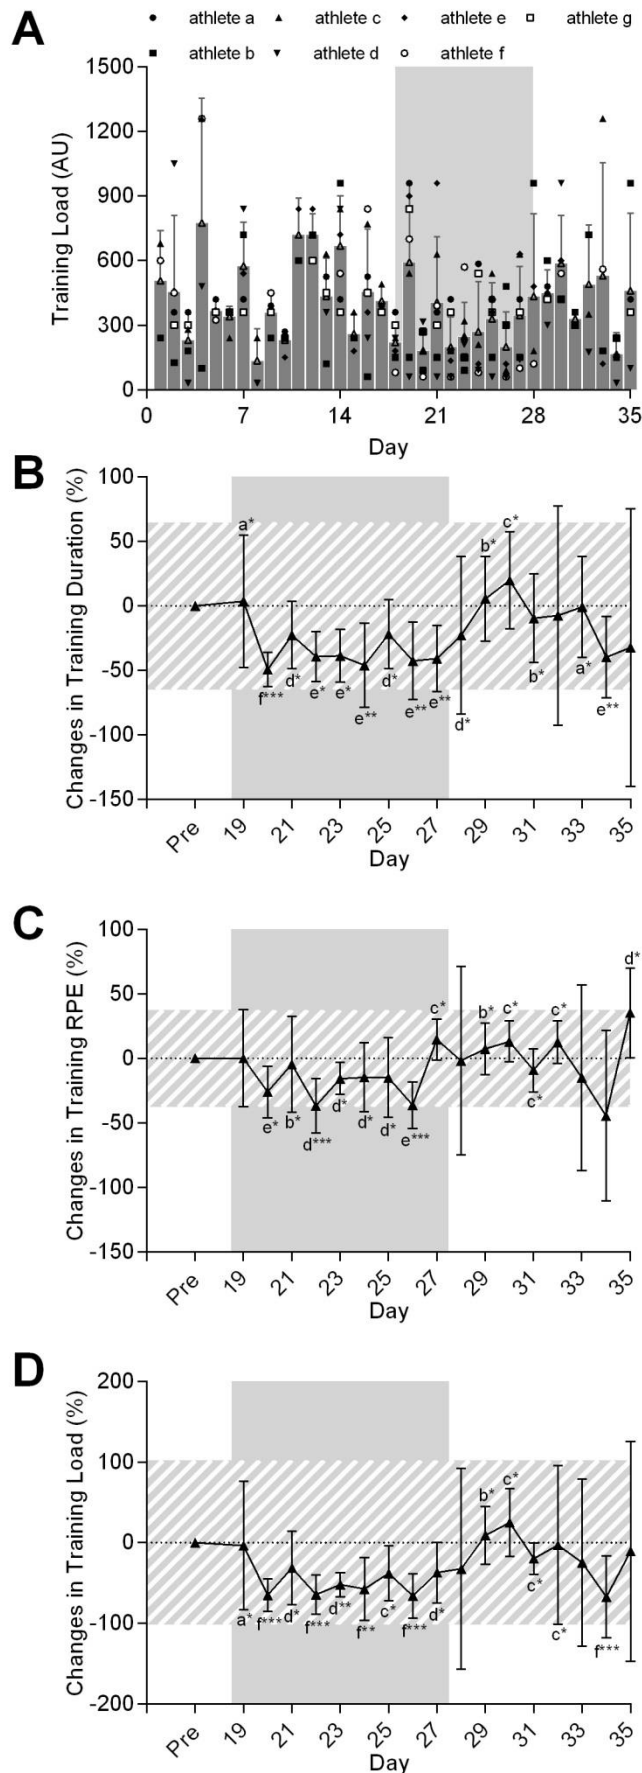 A
athlete a athlete c athlete e athlete g
athlete b athlete d athlete f
Training Load (AU)
1500
1200
900
600
300
0
0 7 14 21 28 35
Day
B
Changes in Training Duration (%)
100
50
0
-50
-100
-150
a* f*** d* e* e* e** d* e** e** d* b* c* b* a* e**
Pre 19 21 23 25 27 29 31 33 35
Day
C
Changes in Training RPE (%)
100
50
0
-50
-100
-150
e* b* d*** d* d* d* e*** c* b* c* c* c* d*
Pre 19 21 23 25 27 29 31 33 35
Day
D
Changes in Training Load (%)
200
100
0
-100
-200
a* f*** d* f*** d** f** c* f*** d* b* c* c* c* f***
Pre 19 21 23 25 27 29 31 33 35
Day